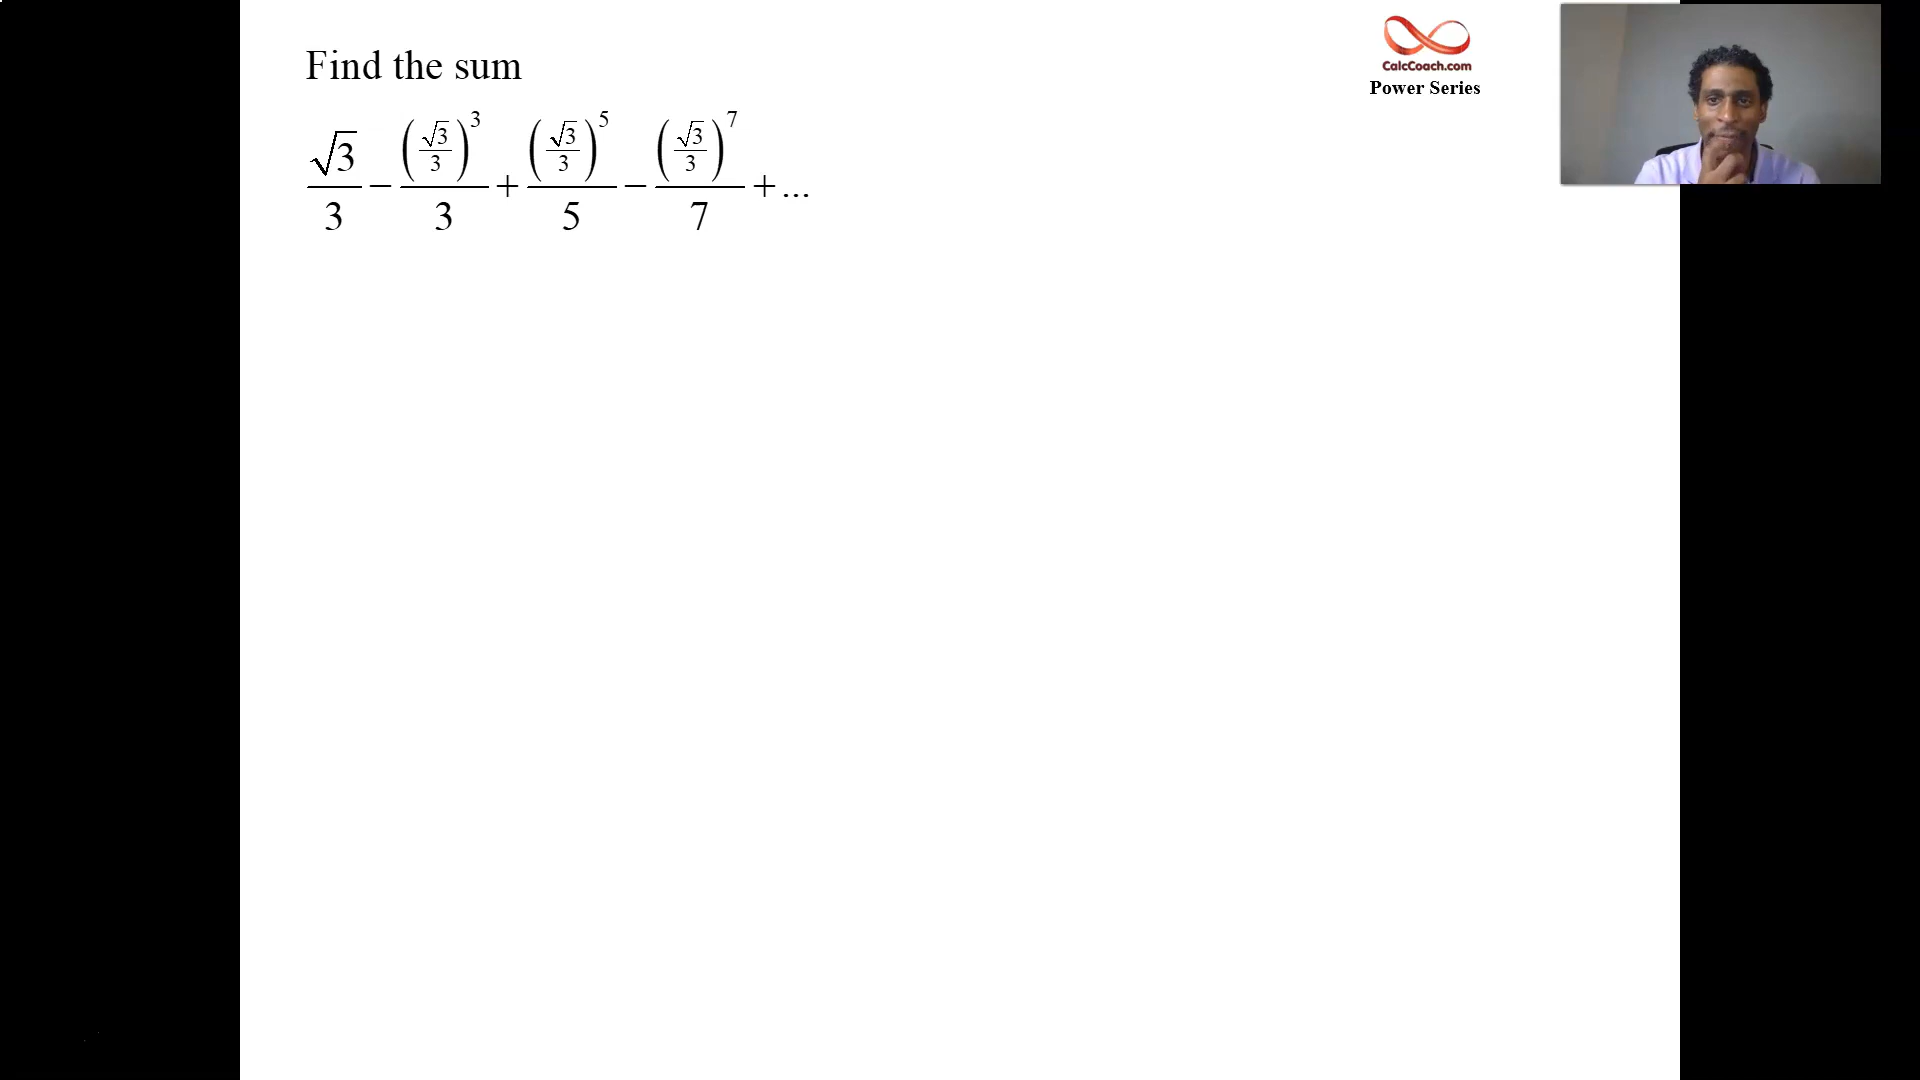 Find the sum
√3/3 − (√3/3)^3/3 + (√3/3)^5/5 − (√3/3)^7/7 + ...
CalcCoach.com
Power Series